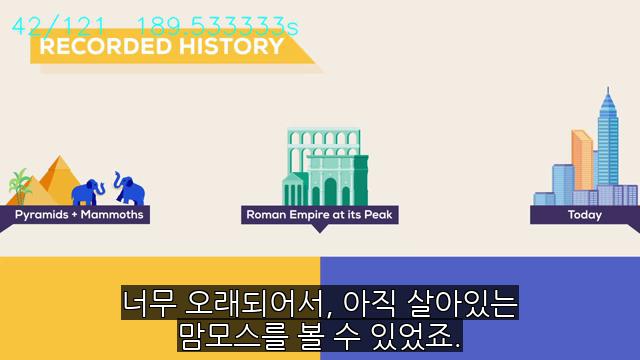 42/121 189.533333s
RECORDED HISTORY
Pyramids + Mammoths
Roman Empire at its Peak
Today
너무 오래되어서, 아직 살아있는
맘모스를 볼 수 있었죠.